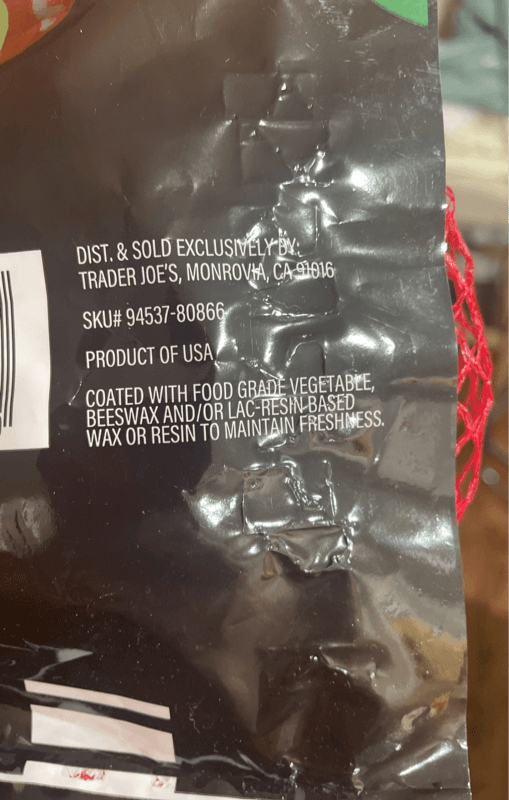 DIST. & SOLD EXCLUSIVELY BY:
TRADER JOE'S, MONROVIA, CA 91016
SKU# 94537-80866
PRODUCT OF USA
COATED WITH FOOD GRADE VEGETABLE,
BEESWAX AND/OR LAC-RESIN-BASED
WAX OR RESIN TO MAINTAIN FRESHNESS.